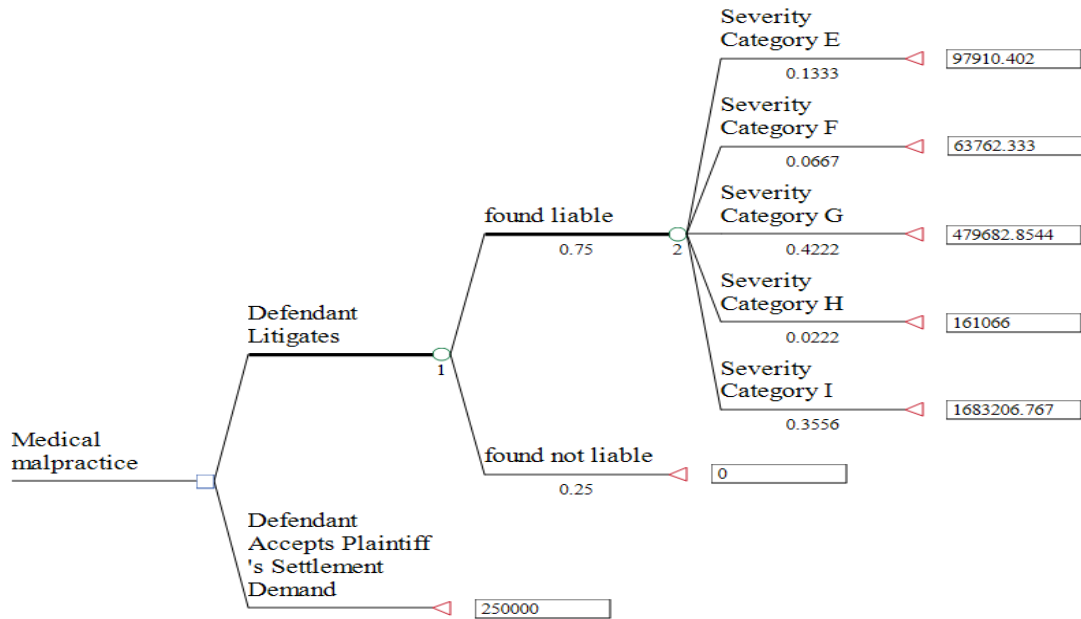 Severity
Category E
0.1333
97910.402
Severity
Category F
0.0667
63762.333
Severity
Category G
0.4222
479682.8544
found liable
0.75
2
Severity
Category H
0.0222
161066
Defendant
Litigates
1
Severity
Category I
0.3556
1683206.767
Medical
malpractice
found not liable
0.25
0
Defendant
Accepts Plaintiff
's Settlement
Demand
250000